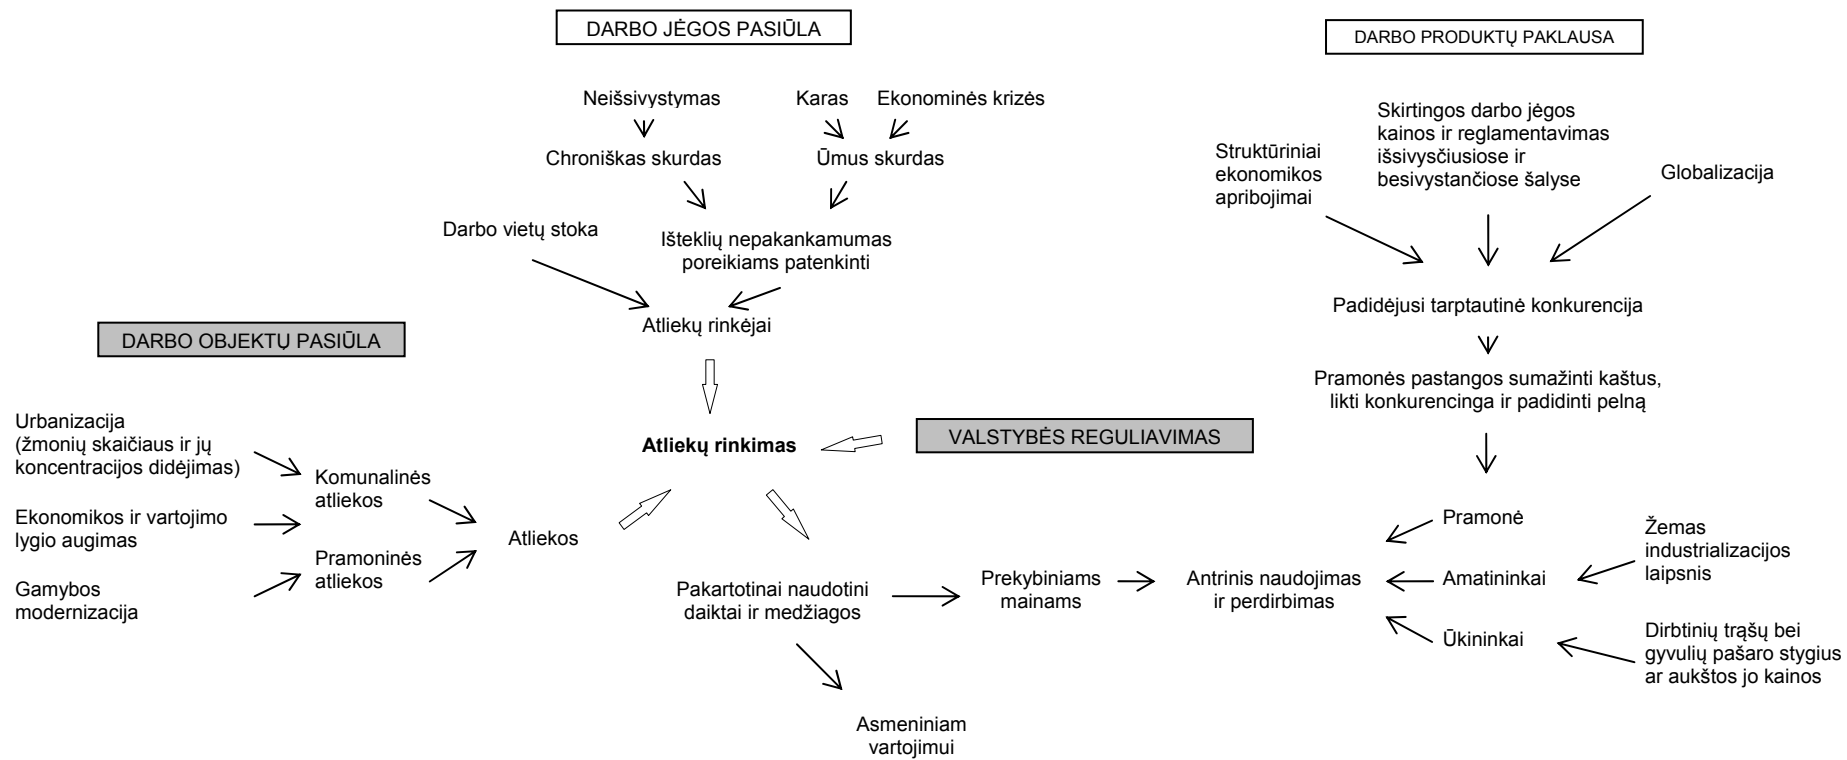 DARBO JĖGOS PASIŪLA
DARBO PRODUKTŲ PAKLAUSA
Neišsivystymas
Karas
Ekonominės krizės
Chroniškas skurdas
Ūmus skurdas
Darbo vietų stoka
Išteklių nepakankamumas
poreikiams patenkinti
Atliekų rinkėjai
Struktūriniai
ekonomikos
apribojimai
Skirtingos darbo jėgos
kainos ir reglamentavimas
išsivysčiusiose ir
besivystančiose šalyse
Globalizacija
Padidėjusi tarptautinė konkurencija
Pramonės pastangos sumažinti kaštus,
likti konkurencinga ir padidinti pelną
DARBO OBJEKTŲ PASIŪLA
Urbanizacija
(žmonių skaičiaus ir jų
koncentracijos didėjimas)
Ekonomikos ir vartojimo
lygio augimas
Gamybos
modernizacija
Komunalinės
atliekos
Pramoninės
atliekos
Atliekos
Atliekų rinkimas
VALSTYBĖS REGULIAVIMAS
Pakartotinai naudotini
daiktai ir medžiagos
Prekybiniams
mainams
Antrinis naudojimas
ir perdirbimas
Pramonė
Amatininkai
Ūkininkai
Žemas
industrializacijos
laipsnis
Dirbtinių trąšų bei
gyvulių pašaro stygius
ar aukštos jo kainos
Asmeniniam
vartojimui